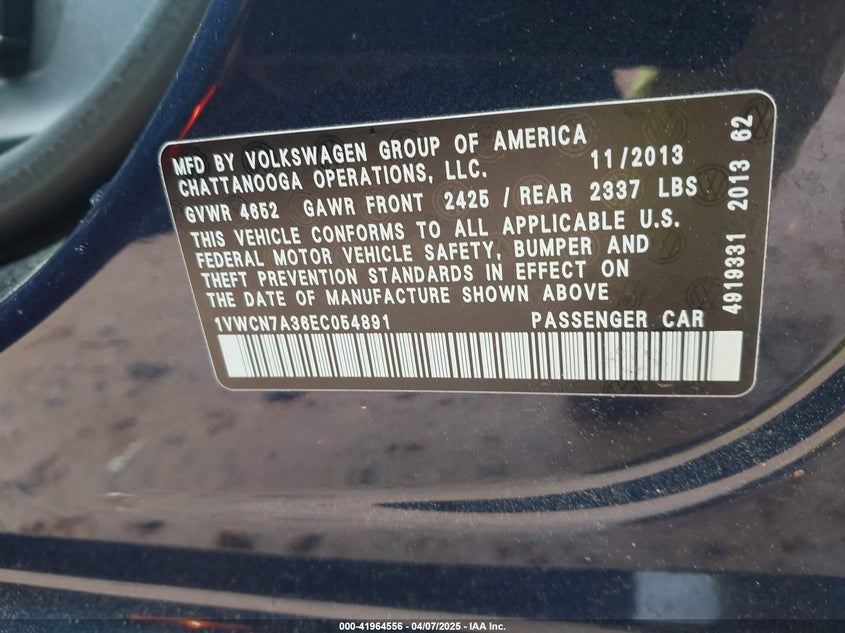 MFD BY VOLKSWAGEN GROUP OF AMERICA
CHATTANOOGA OPERATIONS, LLC. 11/2013
GVWR 4652 GAWR FRONT 2425 / REAR 2337 LBS
THIS VEHICLE CONFORMS TO ALL APPLICABLE U.S.
FEDERAL MOTOR VEHICLE SAFETY, BUMPER AND
THEFT PREVENTION STANDARDS IN EFFECT ON
THE DATE OF MANUFACTURE SHOWN ABOVE
1VWCN7A36EC054891 PASSENGER CAR
4919331 2013 62
000-41964556 - 04/07/2025 - IAA Inc.